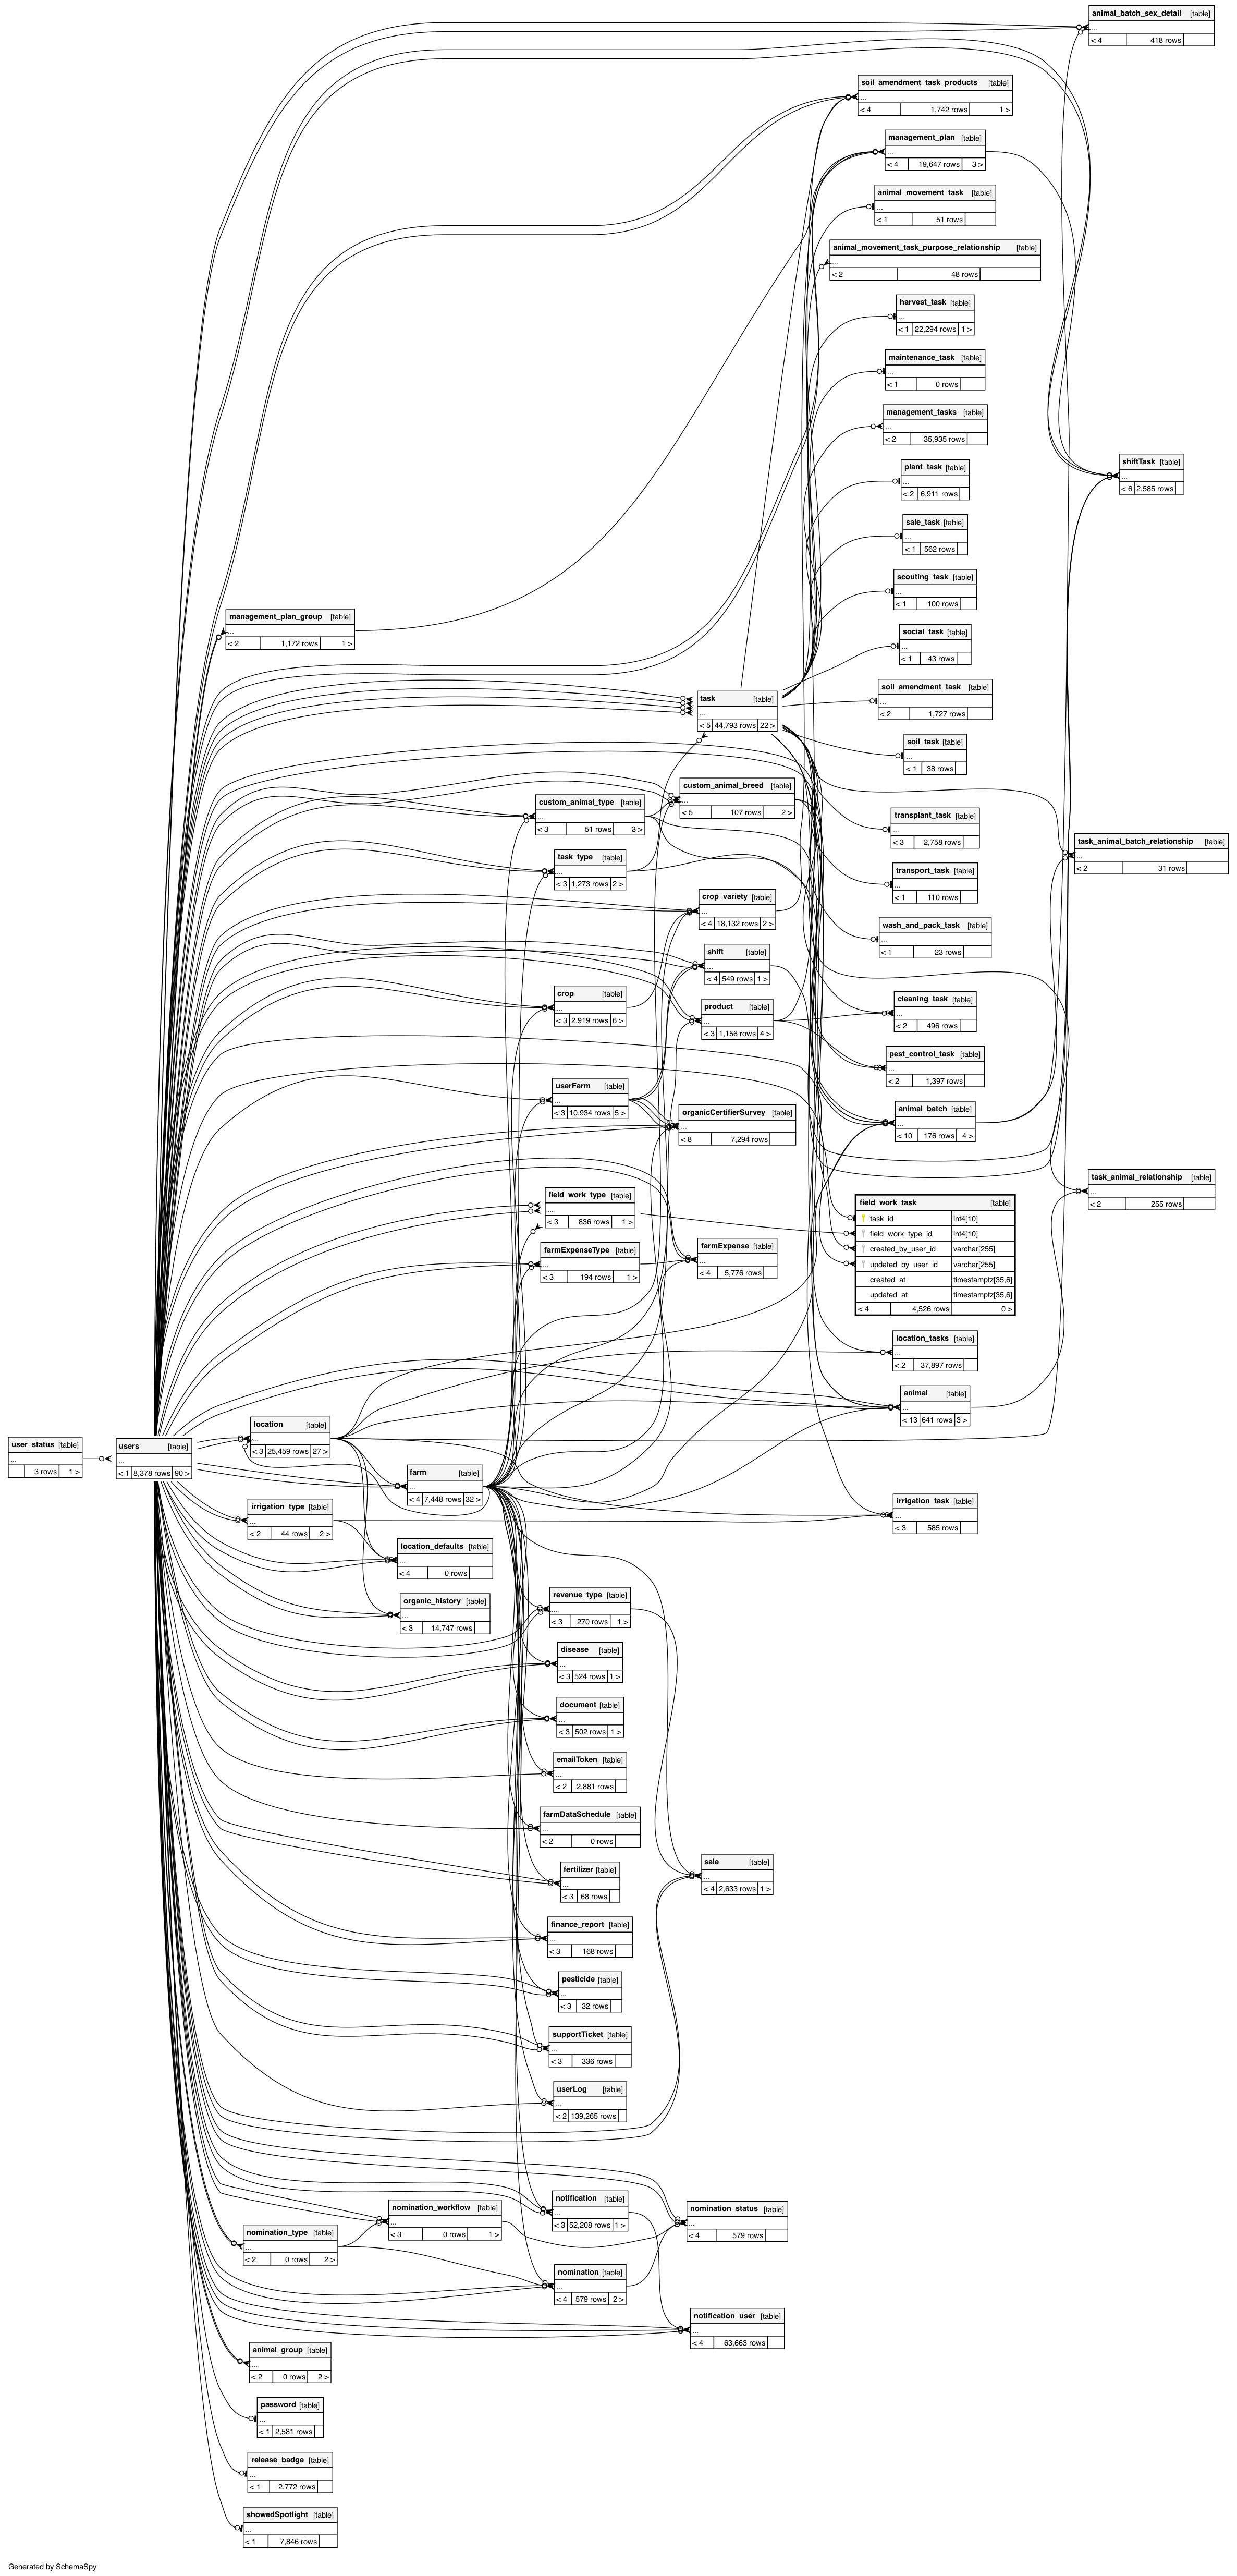 animal_batch_sex_detail [table]
...
< 4 418 rows
soil_amendment_task_products [table]
...
< 4 1,742 rows 1 >
management_plan [table]
...
< 4 19,647 rows 3 >
animal_movement_task [table]
...
< 1 51 rows
animal_movement_task_purpose_relationship [table]
...
< 2 48 rows
harvest_task [table]
...
< 1 22,294 rows 1 >
maintenance_task [table]
...
< 1 0 rows
management_tasks [table]
...
< 2 35,935 rows
shiftTask [table]
...
< 6 2,585 rows
plant_task [table]
...
< 2 6,911 rows
sale_task [table]
...
< 1 562 rows
scouting_task [table]
...
< 1 100 rows
management_plan_group [table]
...
< 2 1,172 rows 1 >
social_task [table]
...
< 1 43 rows
soil_amendment_task [table]
...
< 2 1,727 rows
task [table]
...
< 5 44,793 rows 22 >
soil_task [table]
...
< 1 38 rows
custom_animal_breed [table]
...
< 5 107 rows 2 >
custom_animal_type [table]
...
< 3 51 rows 3 >
transplant_task [table]
...
< 3 2,758 rows
task_animal_batch_relationship [table]
...
< 2 31 rows
task_type [table]
...
< 3 1,273 rows 2 >
transport_task [table]
...
< 1 110 rows
crop_variety [table]
...
< 4 18,132 rows 2 >
wash_and_pack_task [table]
...
< 1 23 rows
shift [table]
...
< 4 549 rows 1 >
crop [table]
...
< 3 2,919 rows 6 >
product [table]
...
< 3 1,156 rows 4 >
cleaning_task [table]
...
< 2 496 rows
pest_control_task [table]
...
< 2 1,397 rows
userFarm [table]
...
< 3 10,934 rows 5 >
organicCertifierSurvey [table]
...
< 8 7,294 rows
animal_batch [table]
...
< 10 176 rows 4 >
task_animal_relationship [table]
...
< 2 255 rows
field_work_type [table]
...
< 3 836 rows 1 >
field_work_task [table]
task_id int4[10]
field_work_type_id int4[10]
created_by_user_id varchar[255]
updated_by_user_id varchar[255]
created_at timestamptz[35,6]
updated_at timestamptz[35,6]
< 4 4,526 rows 0 >
farmExpenseType [table]
...
< 3 194 rows 1 >
farmExpense [table]
...
< 4 5,776 rows
location_tasks [table]
...
< 2 37,897 rows
animal [table]
...
< 13 641 rows 3 >
location [table]
...
< 3 25,459 rows 27 >
user_status [table]
...
3 rows 1 >
users [table]
...
< 1 8,378 rows 90 >
farm [table]
...
< 4 7,448 rows 32 >
irrigation_type [table]
...
< 2 44 rows 2 >
irrigation_task [table]
...
< 3 585 rows
location_defaults [table]
...
< 4 0 rows
organic_history [table]
...
< 3 14,747 rows
revenue_type [table]
...
< 3 270 rows 1 >
disease [table]
...
< 3 524 rows 1 >
document [table]
...
< 3 502 rows 1 >
emailToken [table]
...
< 2 2,881 rows
farmDataSchedule [table]
...
< 2 0 rows
sale [table]
...
< 4 2,633 rows 1 >
fertilizer [table]
...
< 3 68 rows
finance_report [table]
...
< 3 168 rows
pesticide [table]
...
< 3 32 rows
supportTicket [table]
...
< 3 336 rows
userLog [table]
...
< 2 139,265 rows
notification [table]
...
< 3 52,208 rows 1 >
nomination_workflow [table]
...
< 3 0 rows 1 >
nomination_status [table]
...
< 4 579 rows
nomination_type [table]
...
< 2 0 rows 2 >
nomination [table]
...
< 4 579 rows 2 >
notification_user [table]
...
< 4 63,663 rows
animal_group [table]
...
< 2 0 rows 2 >
password [table]
...
< 1 2,581 rows
release_badge [table]
...
< 1 2,772 rows
showedSpotlight [table]
...
< 1 7,846 rows
Generated by SchemaSpy